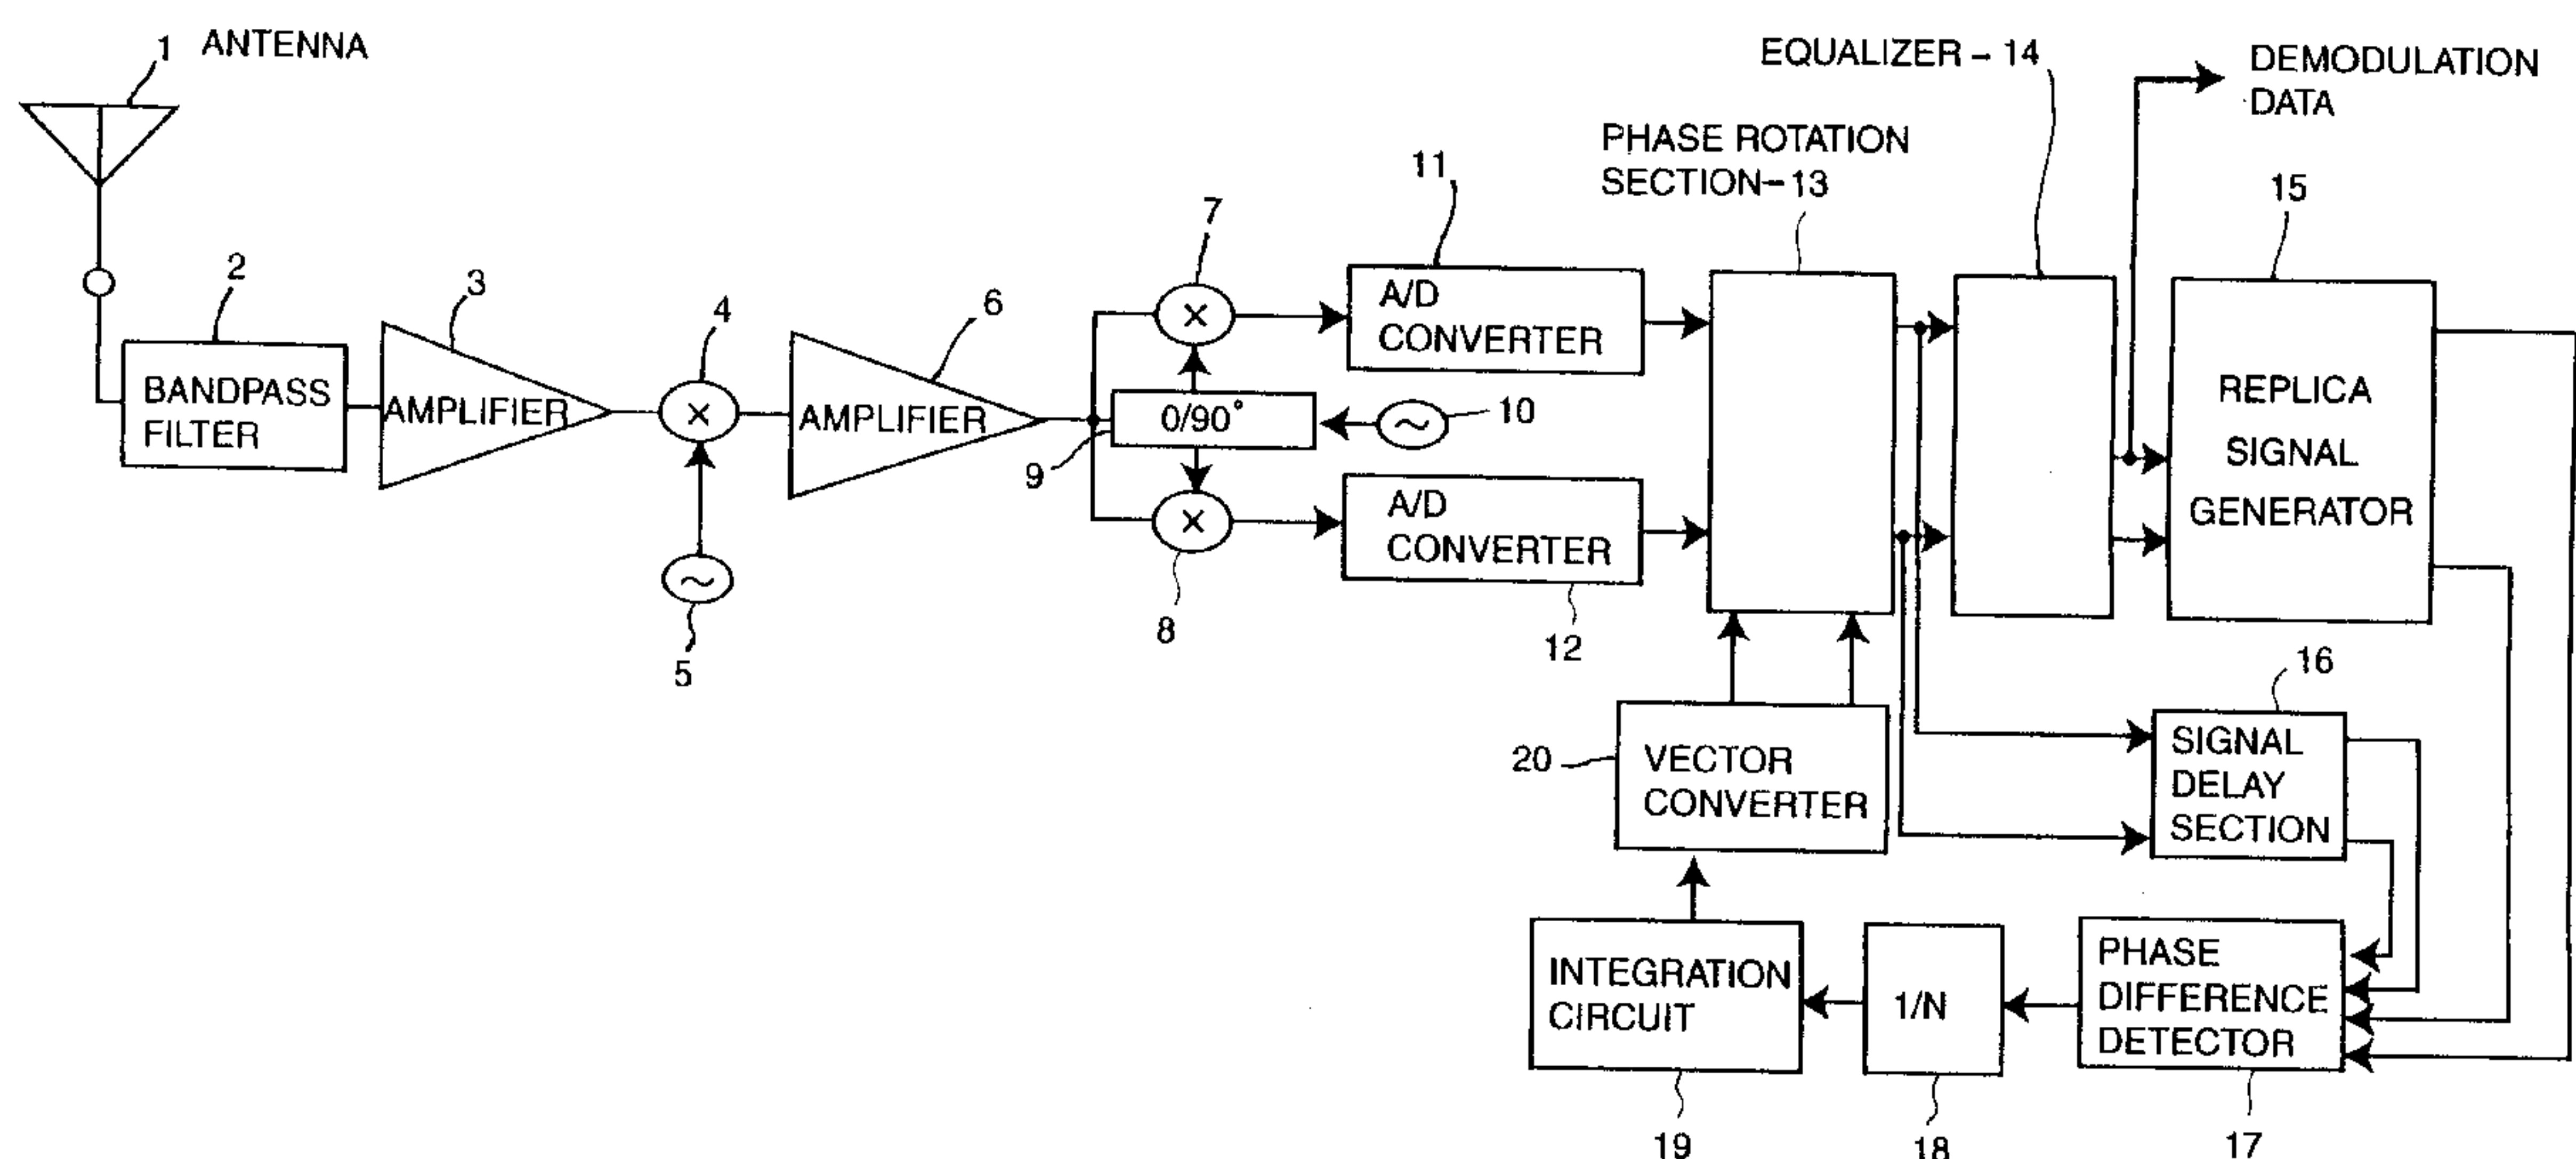 1 ANTENNA
EQUALIZER - 14
DEMODULATION
DATA
PHASE ROTATION
SECTION - 13
11
15
7
2
3
4
6
A/D
CONVERTER
BANDPASS
FILTER
AMPLIFIER
×
AMPLIFIER
×
0/90°
~
10
REPLICA
SIGNAL
GENERATOR
9
×
A/D
CONVERTER
~
5
8
12
16
20
VECTOR
CONVERTER
SIGNAL
DELAY
SECTION
INTEGRATION
CIRCUIT
1/N
PHASE
DIFFERENCE
DETECTOR
19
18
17